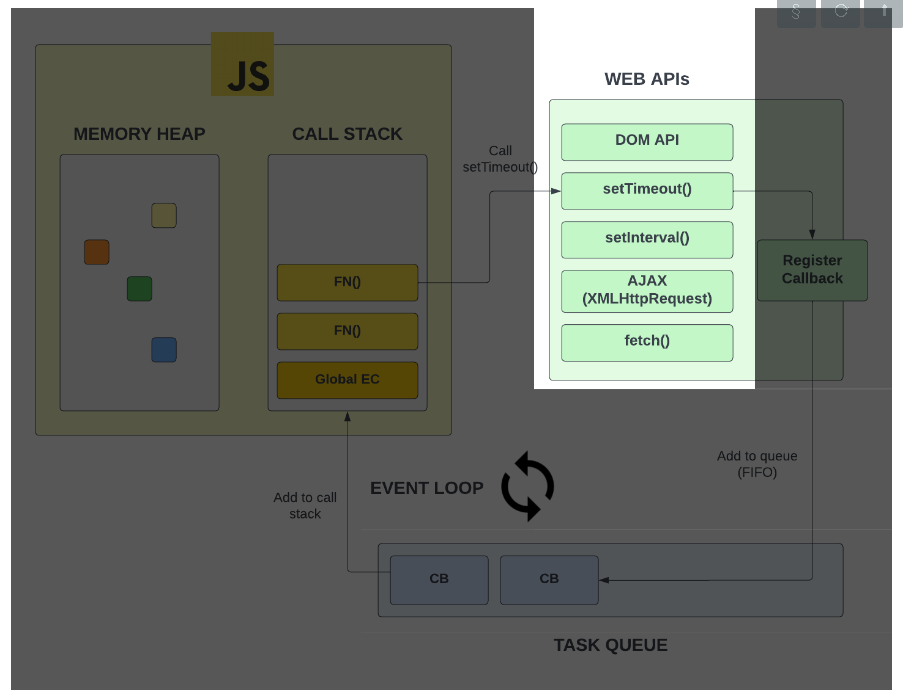 §
JS
WEB APIs
MEMORY HEAP
CALL STACK
Call
setTimeout()
DOM API
setTimeout()
setInterval()
AJAX
(XMLHttpRequest)
fetch()
Register
Callback
FN()
FN()
Global EC
Add to queue
(FIFO)
EVENT LOOP
Add to call
stack
CB
CB
TASK QUEUE